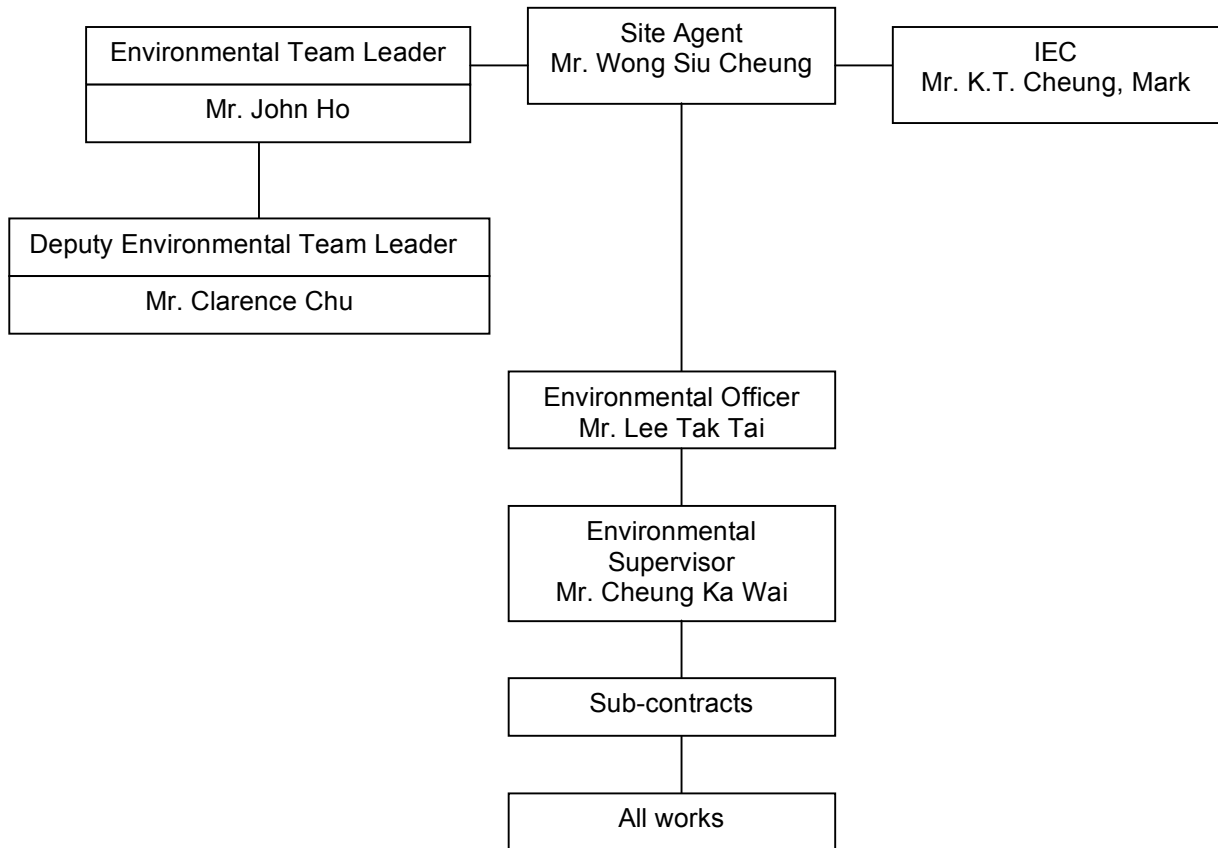 Environmental Team Leader
Mr. John Ho
Site Agent
Mr. Wong Siu Cheung
IEC
Mr. K.T. Cheung, Mark
Deputy Environmental Team Leader
Mr. Clarence Chu
Environmental Officer
Mr. Lee Tak Tai
Environmental
Supervisor
Mr. Cheung Ka Wai
Sub-contracts
All works